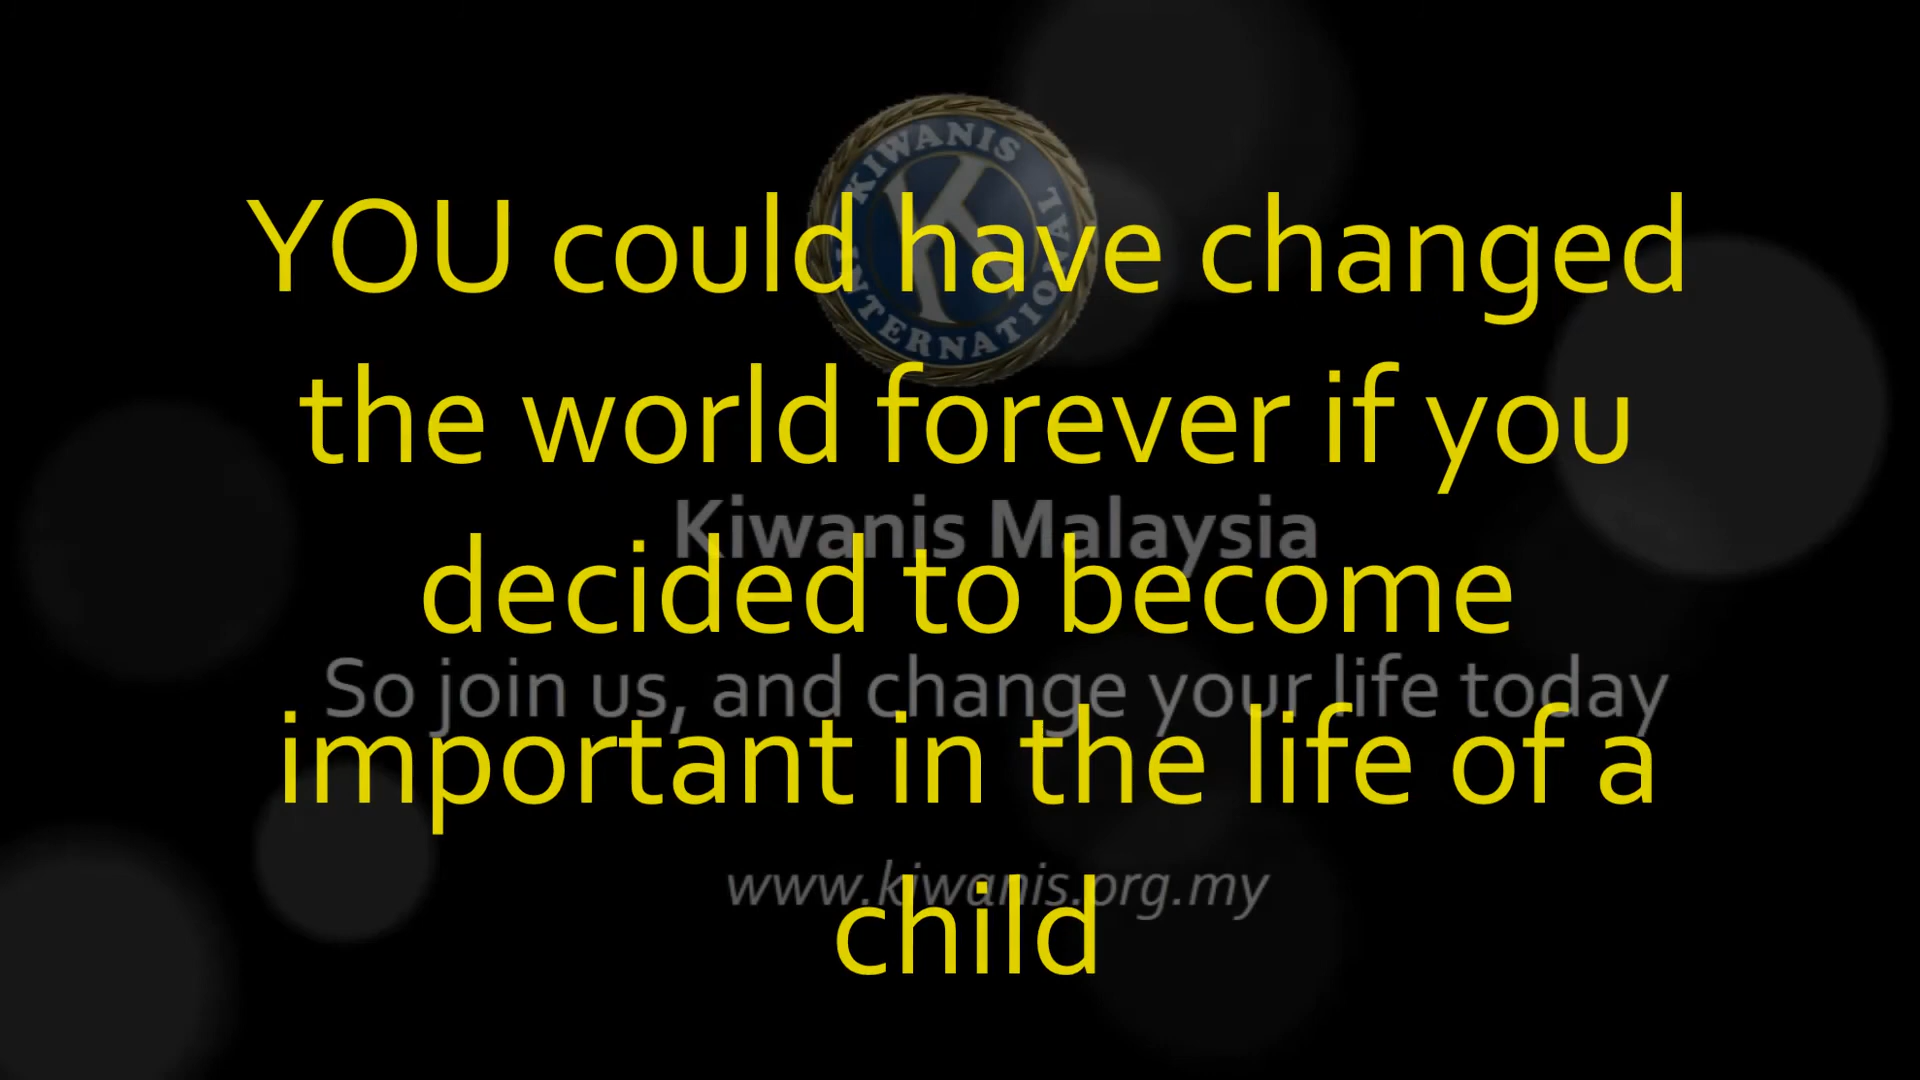 KIWANIS
INTERNATIONAL
K
YOU could have changed
the world forever if you
Kiwanis Malaysia
decided to become
So join us, and change your life today
important in the life of a
www.kiwanis.org.my
child